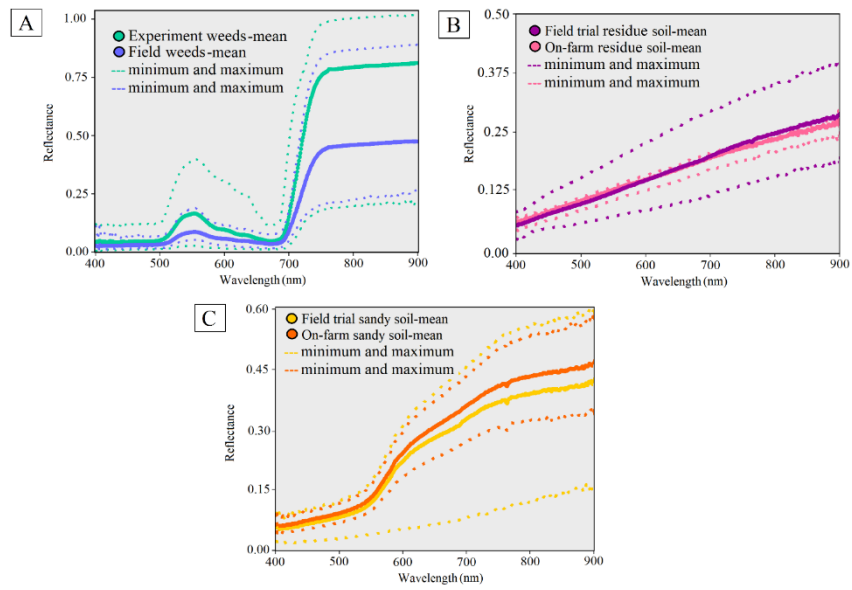 A
1.00
0.75
0.50
0.25
0.00
Reflectance
Experiment weeds-mean
Field weeds-mean
minimum and maximum
minimum and maximum
400 500 600 700 800 900
Wavelength (nm)
B
0.50
0.375
0.25
0.125
0.00
Reflectance
Field trial residue soil-mean
On-farm residue soil-mean
minimum and maximum
minimum and maximum
400 500 600 700 800 900
Wavelength (nm)
C
0.60
0.45
0.30
0.15
0.00
Reflectance
Field trial sandy soil-mean
On-farm sandy soil-mean
minimum and maximum
minimum and maximum
400 500 600 700 800 900
Wavelength (nm)